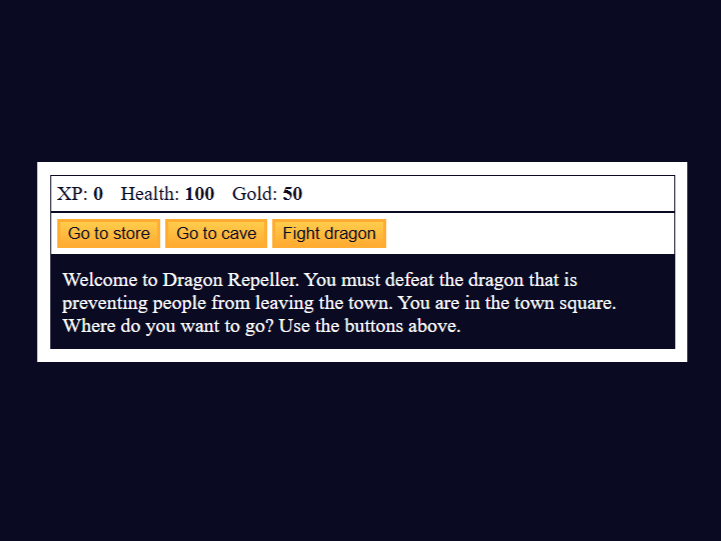 XP: 0 Health: 100 Gold: 50
Go to store Go to cave Fight dragon
Welcome to Dragon Repeller. You must defeat the dragon that is
preventing people from leaving the town. You are in the town square.
Where do you want to go? Use the buttons above.